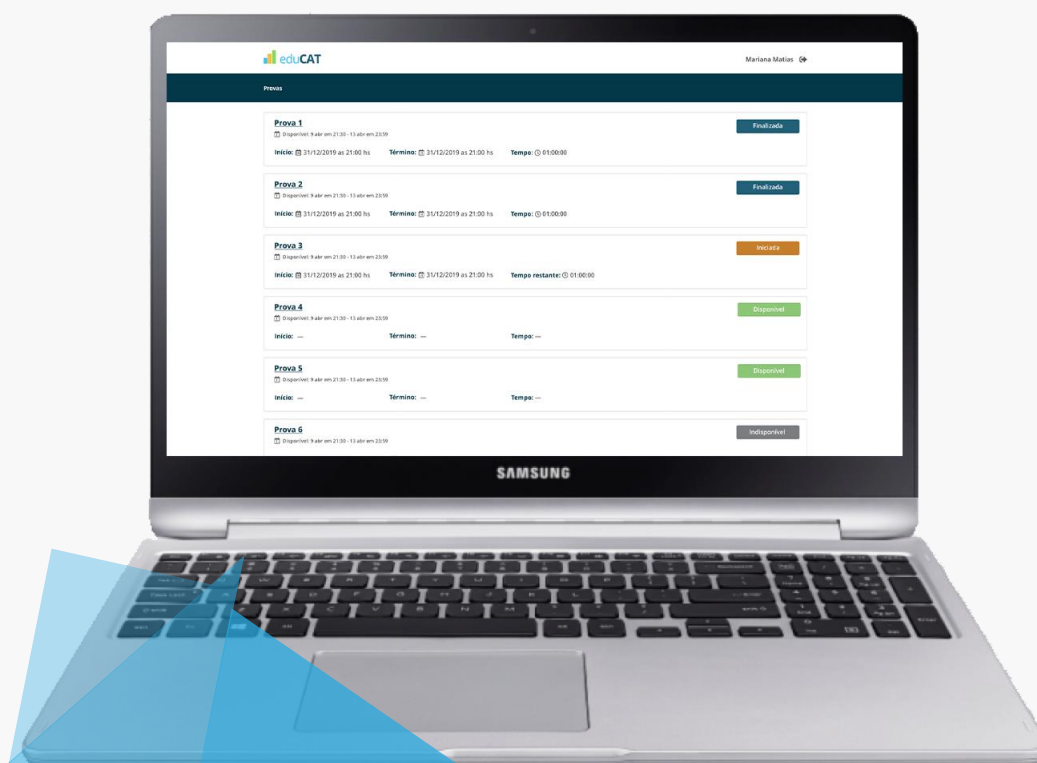 eduCAT
Mariana Matias
Provas
Prova 1
Finalizada
Disponível: 9 abr em 21:30 - 13 abr em 23:59
Início: 31/12/2019 as 21:00 hs Término: 31/12/2019 as 21:00 hs Tempo: 01:00:00
Prova 2
Finalizada
Disponível: 9 abr em 21:30 - 13 abr em 23:59
Início: 31/12/2019 as 21:00 hs Término: 31/12/2019 as 21:00 hs Tempo: 01:00:00
Prova 3
Iniciada
Disponível: 9 abr em 21:30 - 13 abr em 23:59
Início: 31/12/2019 as 21:00 hs Término: 31/12/2019 as 21:00 hs Tempo restante: 01:00:00
Prova 4
Disponível
Disponível: 9 abr em 21:30 - 13 abr em 23:59
Início: — Término: — Tempo: —
Prova 5
Disponível
Disponível: 9 abr em 21:30 - 13 abr em 23:59
Início: — Término: — Tempo: —
Prova 6
Indisponível
Disponível: 9 abr em 21:30 - 13 abr em 23:59
SAMSUNG